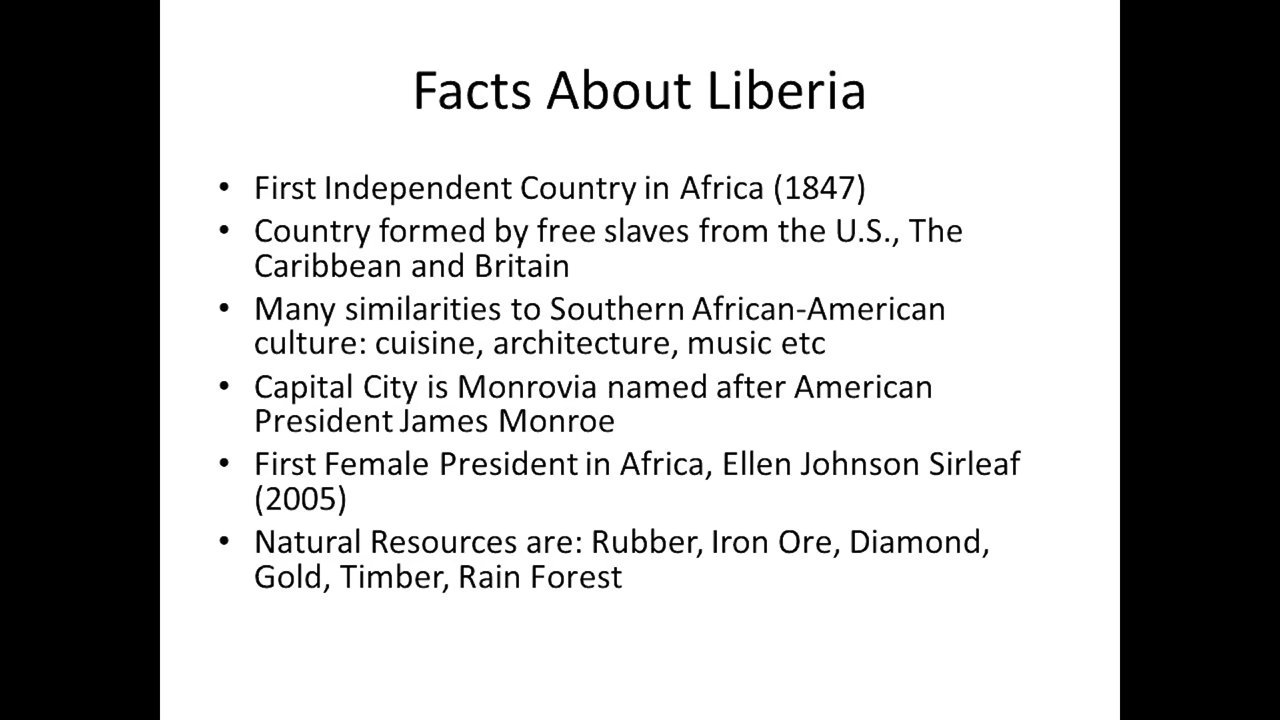 Facts About Liberia
• First Independent Country in Africa (1847)
• Country formed by free slaves from the U.S., The
Caribbean and Britain
• Many similarities to Southern African-American
culture: cuisine, architecture, music etc
• Capital City is Monrovia named after American
President James Monroe
• First Female President in Africa, Ellen Johnson Sirleaf
(2005)
• Natural Resources are: Rubber, Iron Ore, Diamond,
Gold, Timber, Rain Forest